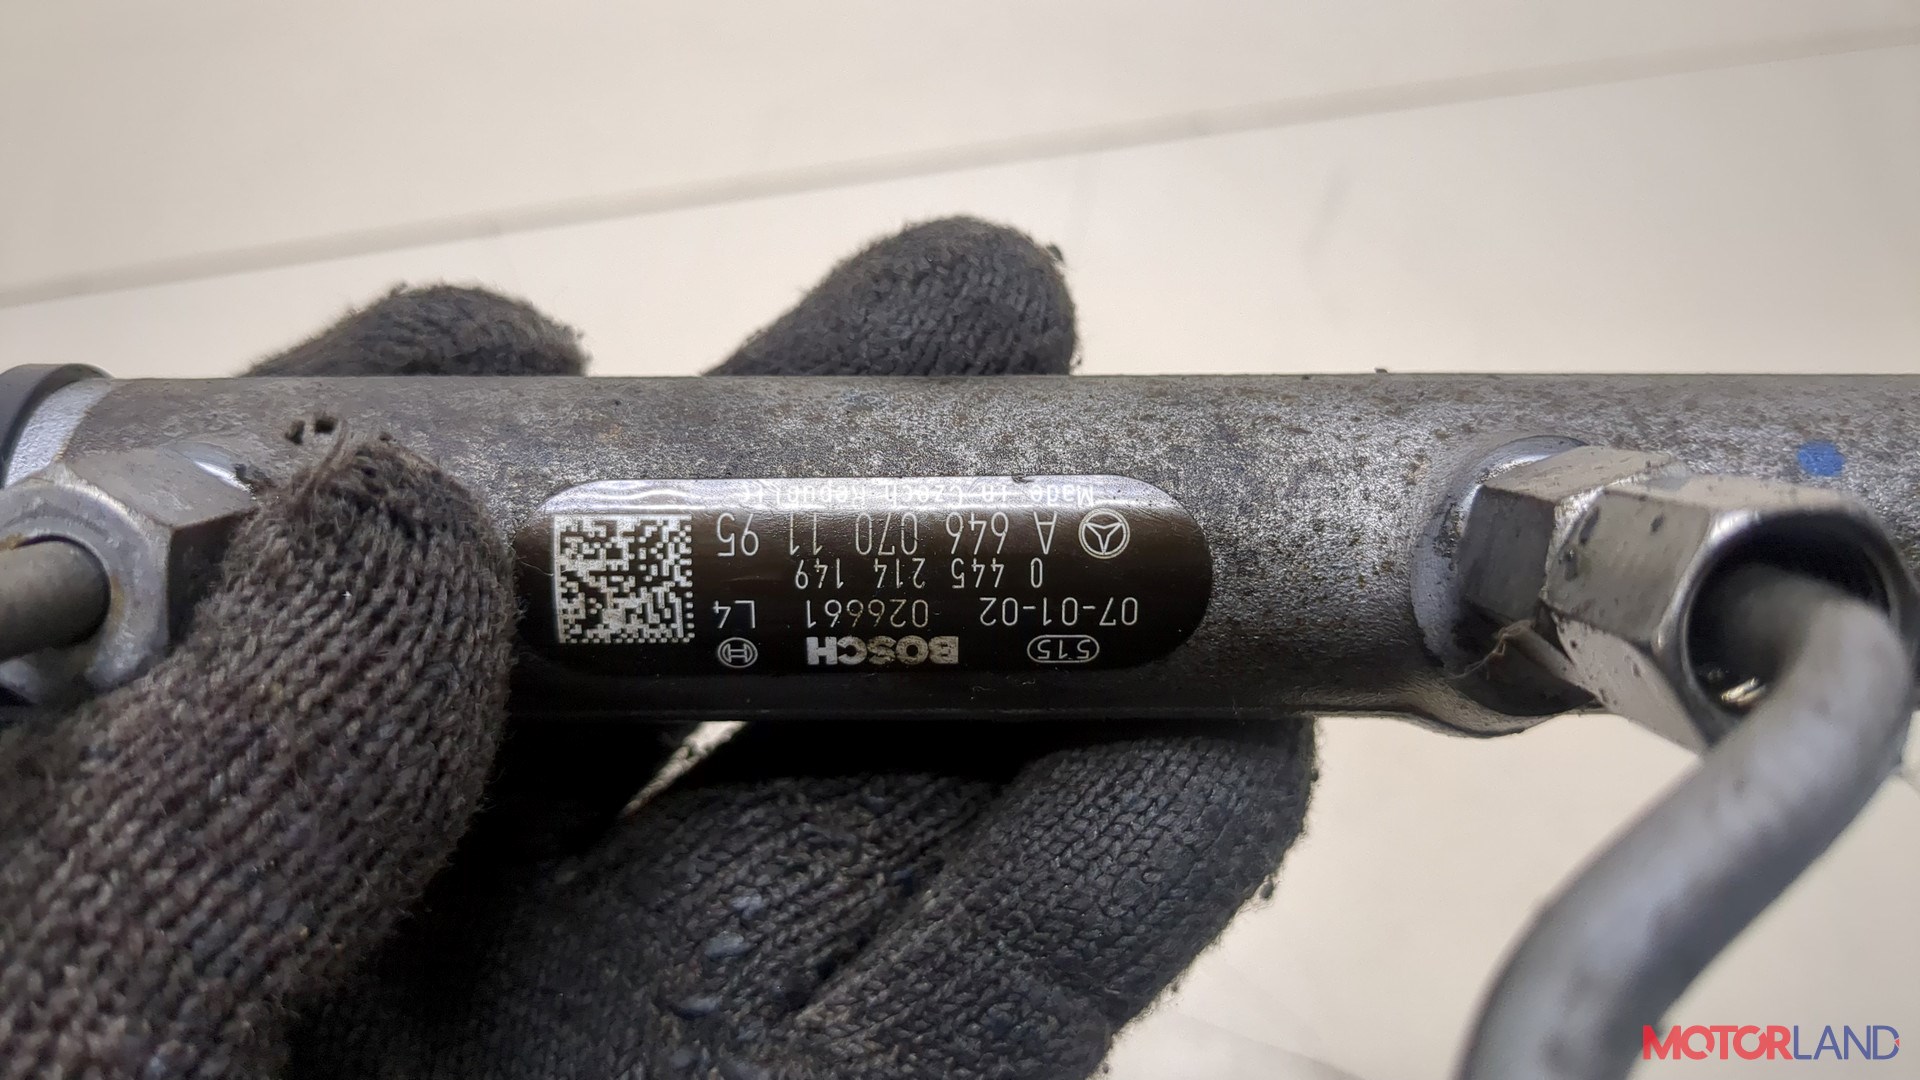 515 BOSCH
07-01-02 026661 L4
0 445 214 149
A 646 070 11 95
Made in Czech Republic
MOTORLAND